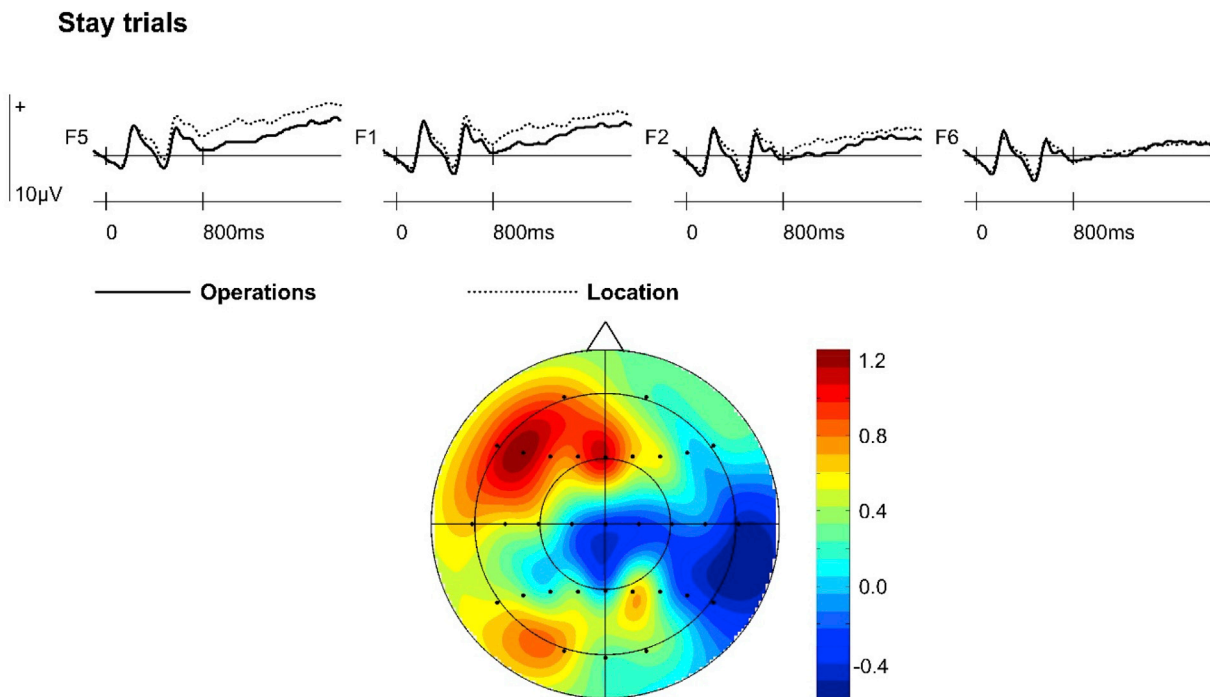 Stay trials
+
F5
F1
F2
F6
10µV
0 800ms 0 800ms 0 800ms 0 800ms
Operations Location
1.2
0.8
0.4
0.0
-0.4